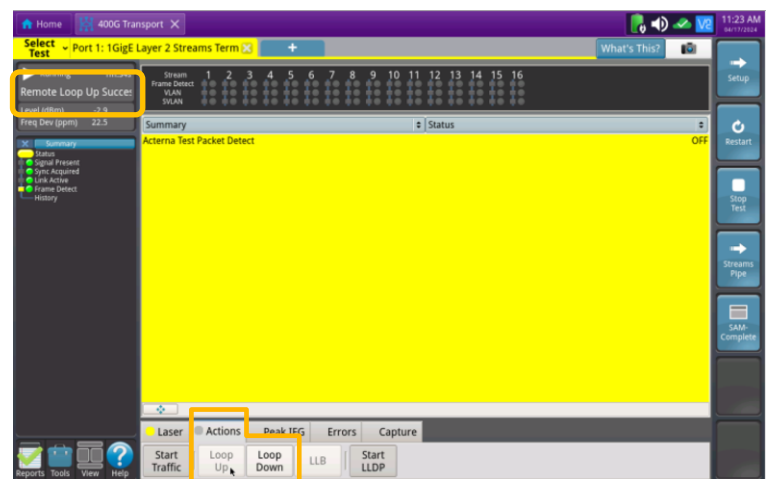 Home
400G Transport
11:23 AM
04/17/2024
Select
Test
Port 1: 1GigE Layer 2 Streams Term
+
What's This?
Remote Loop Up Succes
Level (dBm) -2.9
Freq Dev (ppm) 22.5
Stream 1 2 3 4 5 6 7 8 9 10 11 12 13 14 15 16
Frame Detect
VLAN
SVLAN
Summary
Status
Signal Present
Sync Acquired
Link Active
Frame Detect
History
Summary Status
Acterna Test Packet Detect OFF
Setup
Restart
Stop
Test
Streams
Pipe
SAM-
Complete
Laser Actions Peak IFG Errors Capture
Start
Traffic
Loop
Up
Loop
Down
LLB
Start
LLDP
Reports Tools View Help